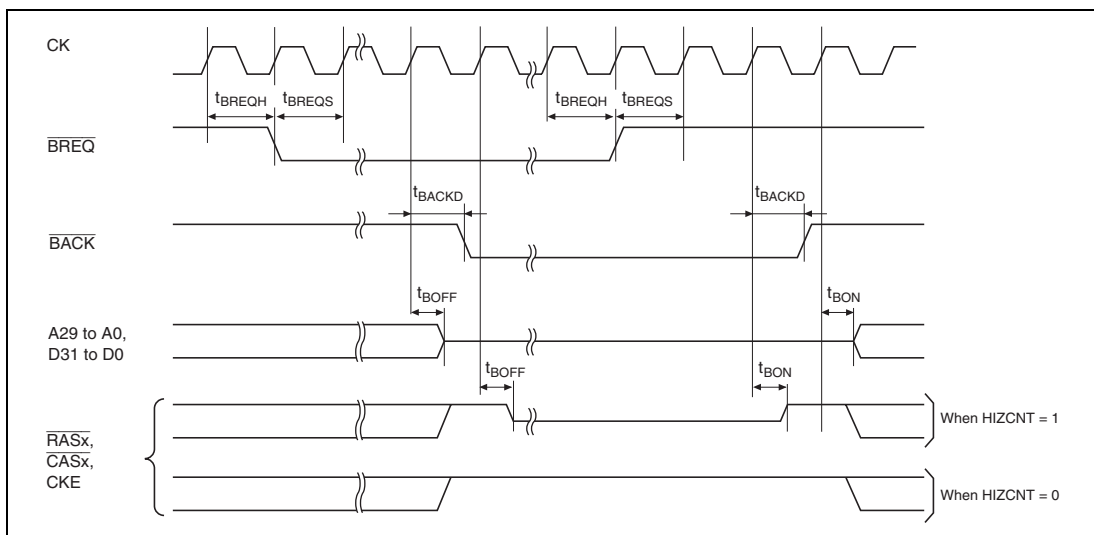 CK
tBREQH
tBREQS
tBREQH
tBREQS
BREQ
tBACKD
tBACKD
BACK
tBOFF
tBON
A29 to A0,
D31 to D0
tBOFF
tBON
RASx,
CASx,
CKE
When HIZCNT = 1
When HIZCNT = 0